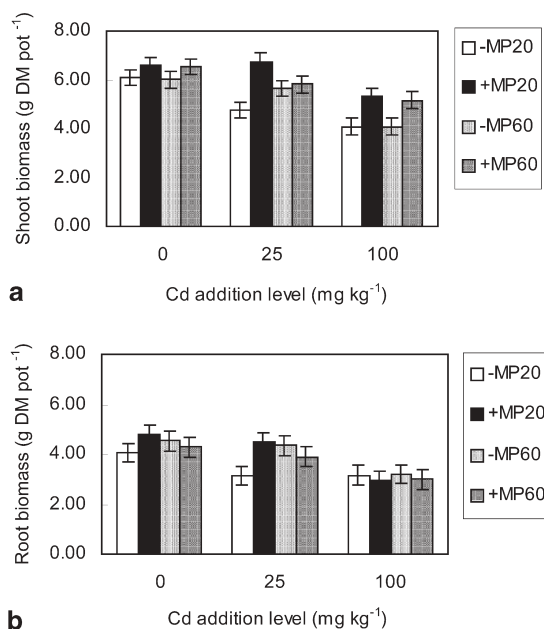 8.00
6.00
4.00
2.00
0.00
Shoot biomass (g DM pot -1)
0 25 100
Cd addition level (mg kg-1)
-MP20
+MP20
-MP60
+MP60
a
8.00
6.00
4.00
2.00
0.00
Root biomass (g DM pot -1)
0 25 100
Cd addition level (mg kg-1)
-MP20
+MP20
-MP60
+MP60
b